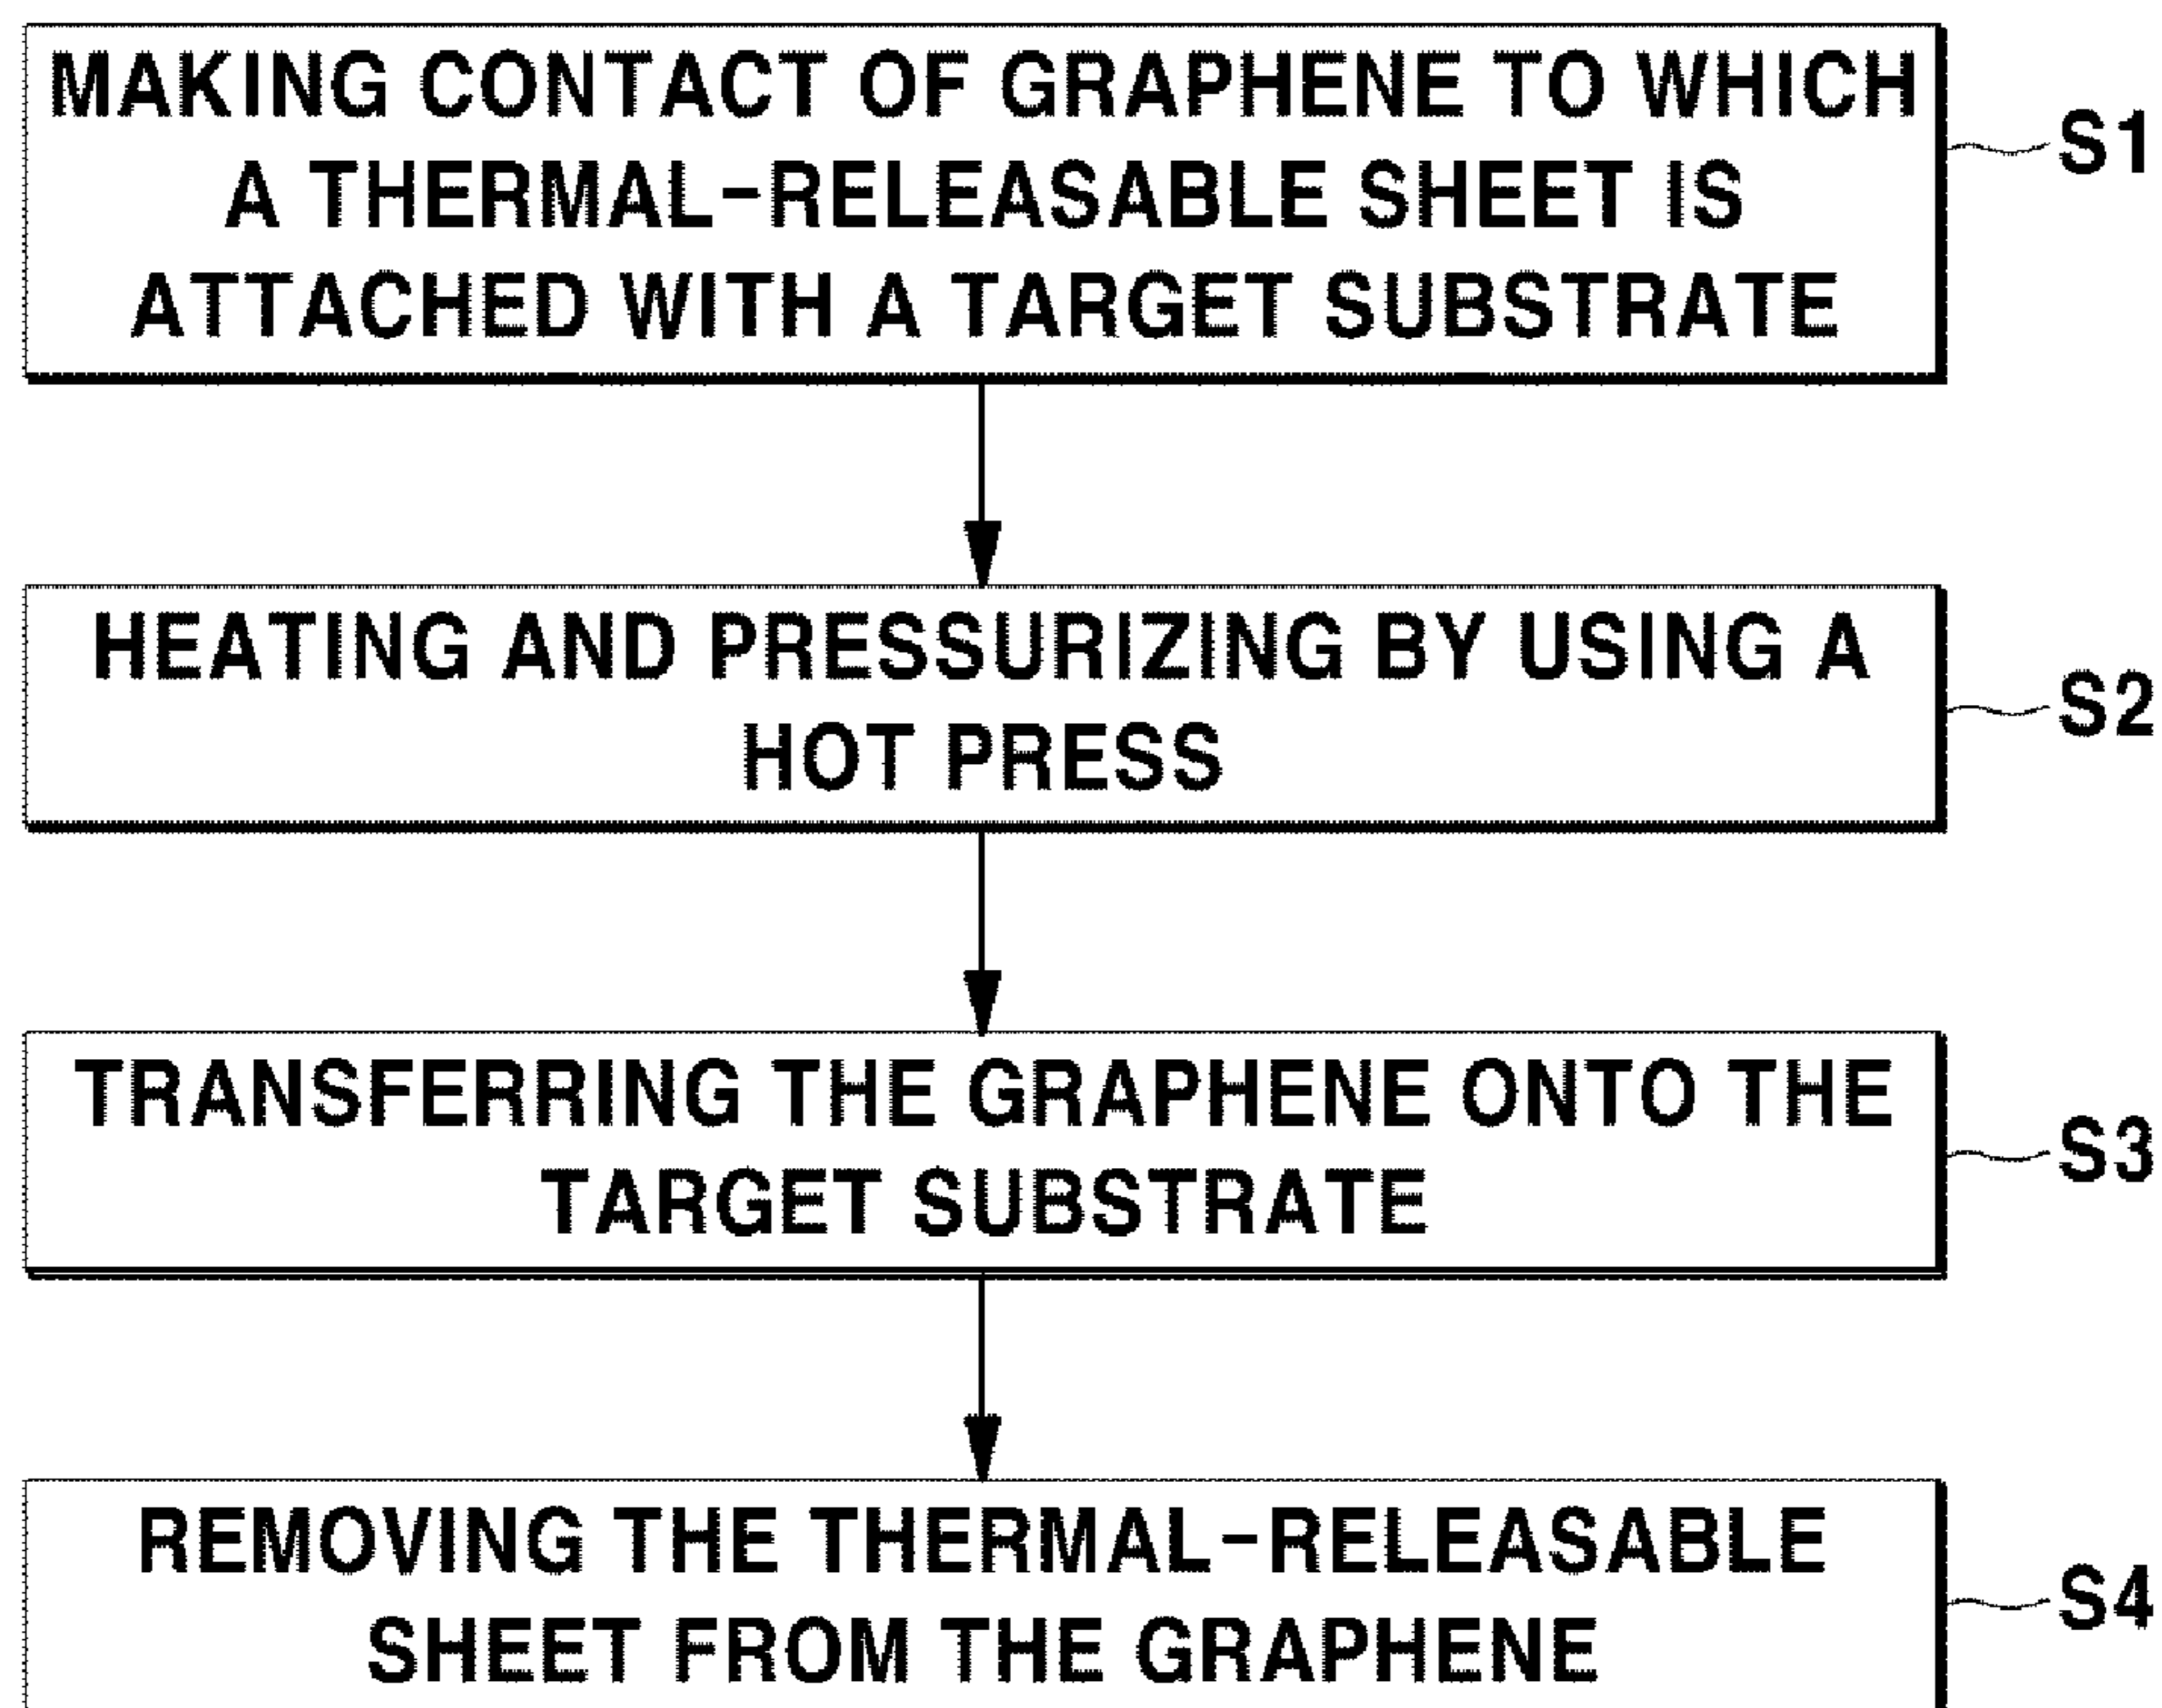 MAKING CONTACT OF GRAPHENE TO WHICH
A THERMAL-RELEASABLE SHEET IS
ATTACHED WITH A TARGET SUBSTRATE
S1
HEATING AND PRESSURIZING BY USING A
HOT PRESS
S2
TRANSFERRING THE GRAPHENE ONTO THE
TARGET SUBSTRATE
S3
REMOVING THE THERMAL-RELEASABLE
SHEET FROM THE GRAPHENE
S4